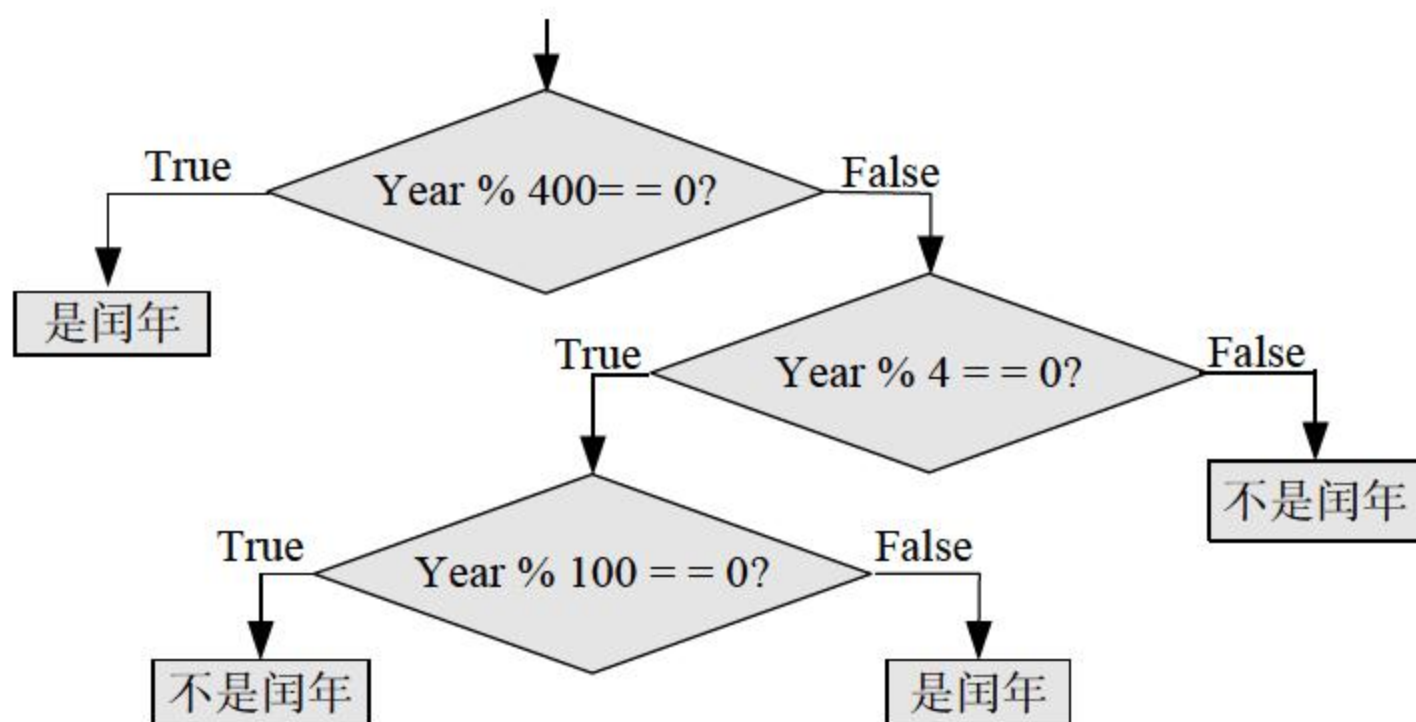 True
Year % 400= = 0?
False
是闰年
True
Year % 4 = = 0?
False
不是闰年
True
Year % 100 = = 0?
False
不是闰年
是闰年